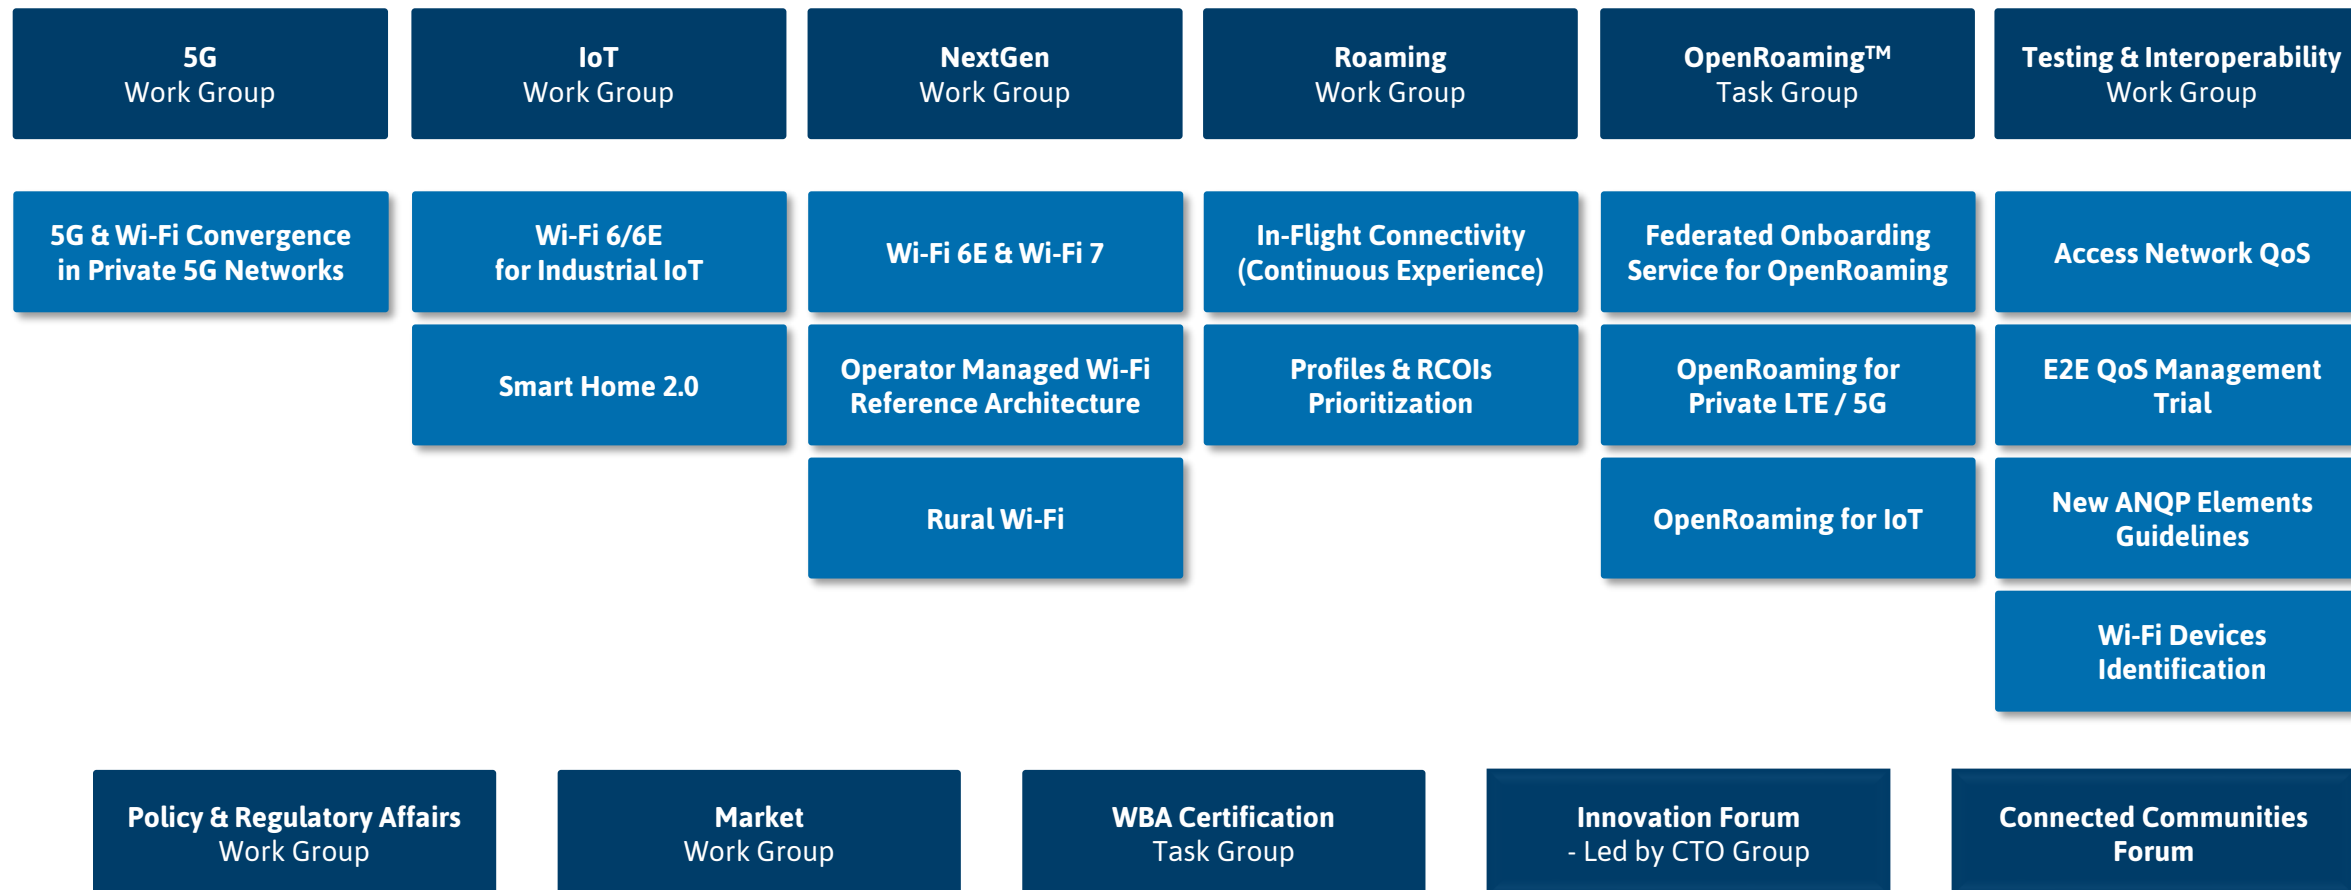 5G
Work Group
IoT
Work Group
NextGen
Work Group
Roaming
Work Group
OpenRoaming™
Task Group
Testing & Interoperability
Work Group
5G & Wi-Fi Convergence
in Private 5G Networks
Wi-Fi 6/6E
for Industrial IoT
Wi-Fi 6E & Wi-Fi 7
In-Flight Connectivity
(Continuous Experience)
Federated Onboarding
Service for OpenRoaming
Access Network QoS
Smart Home 2.0
Operator Managed Wi-Fi
Reference Architecture
Profiles & RCOIs
Prioritization
OpenRoaming for
Private LTE / 5G
E2E QoS Management
Trial
Rural Wi-Fi
OpenRoaming for IoT
New ANQP Elements
Guidelines
Wi-Fi Devices
Identification
Policy & Regulatory Affairs
Work Group
Market
Work Group
WBA Certification
Task Group
Innovation Forum
- Led by CTO Group
Connected Communities
Forum